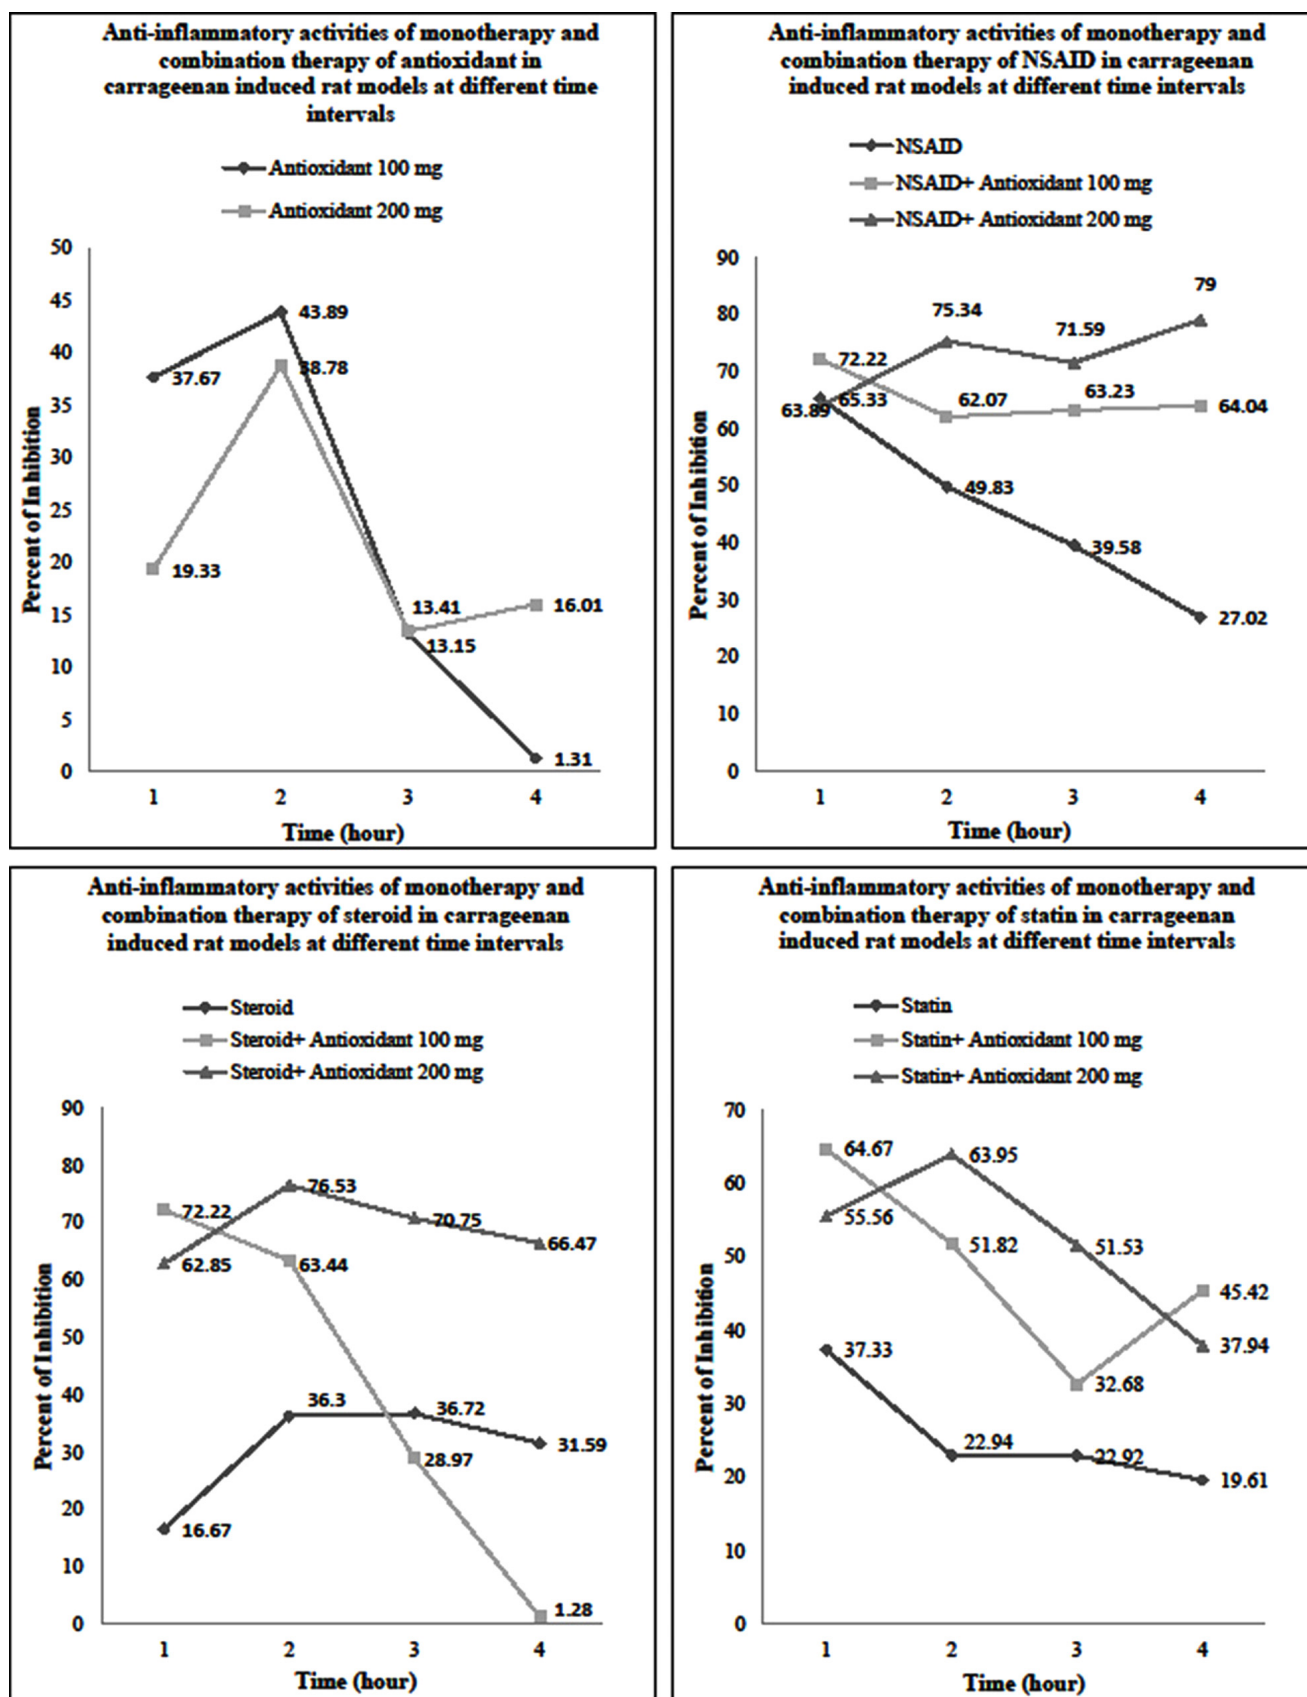 Anti-inflammatory activities of monotherapy and
combination therapy of antioxidant in
carrageenan induced rat models at different time
intervals
Antioxidant 100 mg
Antioxidant 200 mg
Percent of Inhibition
50
45
40
35
30
25
20
15
10
5
0
37.67
43.89
13.15
1.31
19.33
38.78
13.41
16.01
1 2 3 4
Time (hour)
Anti-inflammatory activities of monotherapy and
combination therapy of NSAID in carrageenan
induced rat models at different time intervals
NSAID
NSAID+ Antioxidant 100 mg
NSAID+ Antioxidant 200 mg
Percent of Inhibition
90
80
70
60
50
40
30
20
10
0
65.33
49.83
39.58
27.02
72.22
62.07
63.23
64.04
63.89
75.34
71.59
79
1 2 3 4
Time (hour)
Anti-inflammatory activities of monotherapy and
combination therapy of steroid in carrageenan
induced rat models at different time intervals
Steroid
Steroid+ Antioxidant 100 mg
Steroid+ Antioxidant 200 mg
Percent of Inhibition
90
80
70
60
50
40
30
20
10
0
16.67
36.3
36.72
31.59
72.22
63.44
28.97
1.28
62.85
76.53
70.75
66.47
1 2 3 4
Time (hour)
Anti-inflammatory activities of monotherapy and
combination therapy of statin in carrageenan
induced rat models at different time intervals
Statin
Statin+ Antioxidant 100 mg
Statin+ Antioxidant 200 mg
Percent of Inhibition
70
60
50
40
30
20
10
0
37.33
22.94
22.92
19.61
64.67
51.82
32.68
45.42
55.56
63.95
51.53
37.94
1 2 3 4
Time (hour)